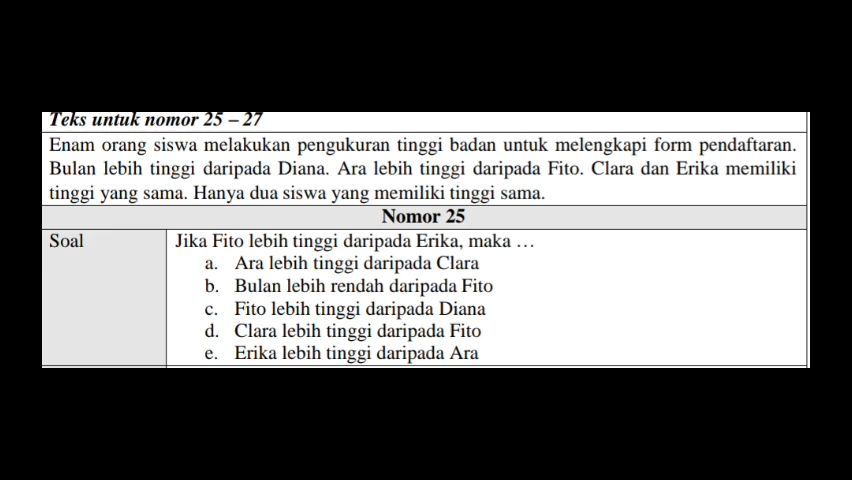 Teks untuk nomor 25 – 27
Enam orang siswa melakukan pengukuran tinggi badan untuk melengkapi form pendaftaran.
Bulan lebih tinggi daripada Diana. Ara lebih tinggi daripada Fito. Clara dan Erika memiliki
tinggi yang sama. Hanya dua siswa yang memiliki tinggi sama.
Nomor 25
Soal
Jika Fito lebih tinggi daripada Erika, maka …
a. Ara lebih tinggi daripada Clara
b. Bulan lebih rendah daripada Fito
c. Fito lebih tinggi daripada Diana
d. Clara lebih tinggi daripada Fito
e. Erika lebih tinggi daripada Ara